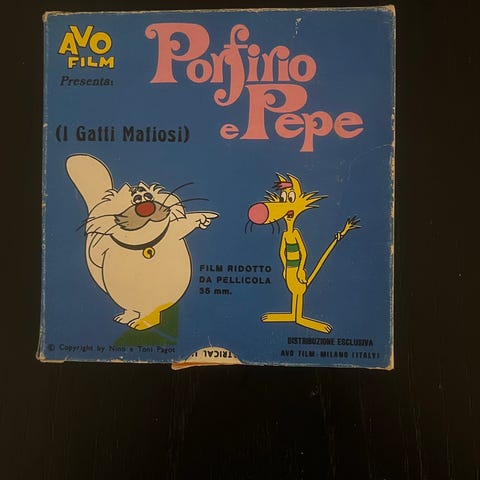 AVO
FILM
Presenta:
Porfirio
e Pepe
(I Gatti Mafiosi)
FILM RIDOTTO
DA PELLICOLA
35 mm.
© Copyright by Nino e Toni Pagot
DISTRIBUZIONE ESCLUSIVA
AVO FILM - MILANO (ITALY)